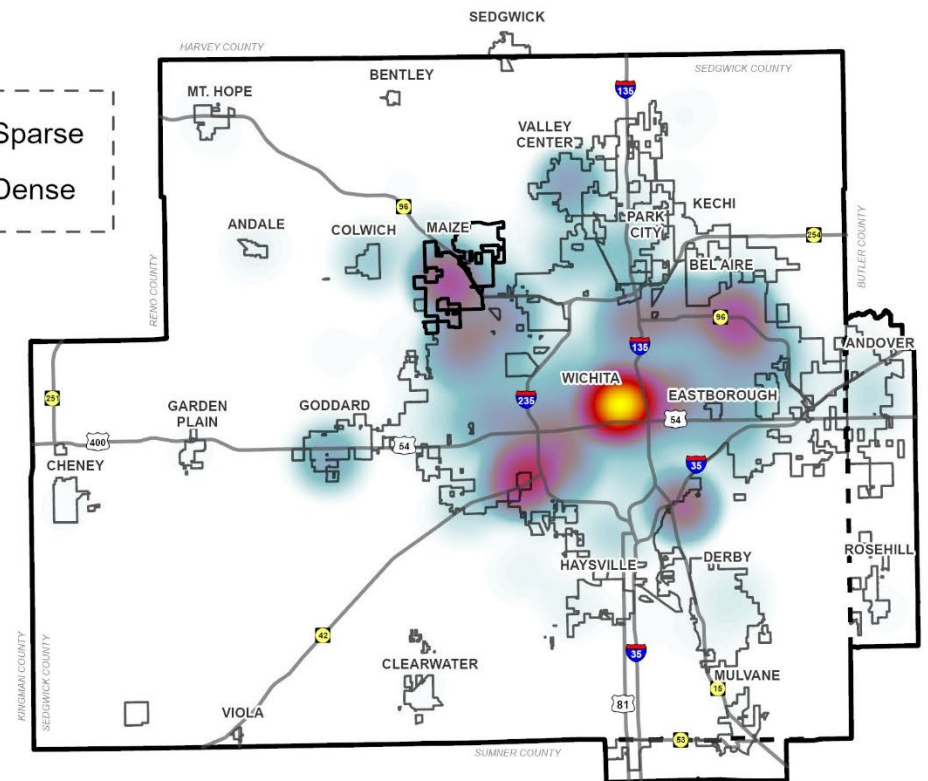 SEDGWICK
HARVEY COUNTY
SEDGWICK COUNTY
BENTLEY
MT. HOPE
135
Sparse
Dense
VALLEY
CENTER
96
KECHI
PARK
CITY
ANDALE
COLWICH
MAIZE
254
BEL AIRE
RENO COUNTY
BUTLER COUNTY
96
ANDOVER
135
WICHITA
EASTBOROUGH
251
235
GARDEN
PLAIN
GODDARD
54
400
54
CHENEY
35
HAYSVILLE
DERBY
ROSEHILL
42
35
KINGMAN COUNTY
SEDGWICK COUNTY
CLEARWATER
MULVANE
15
81
VIOLA
53
SUMNER COUNTY